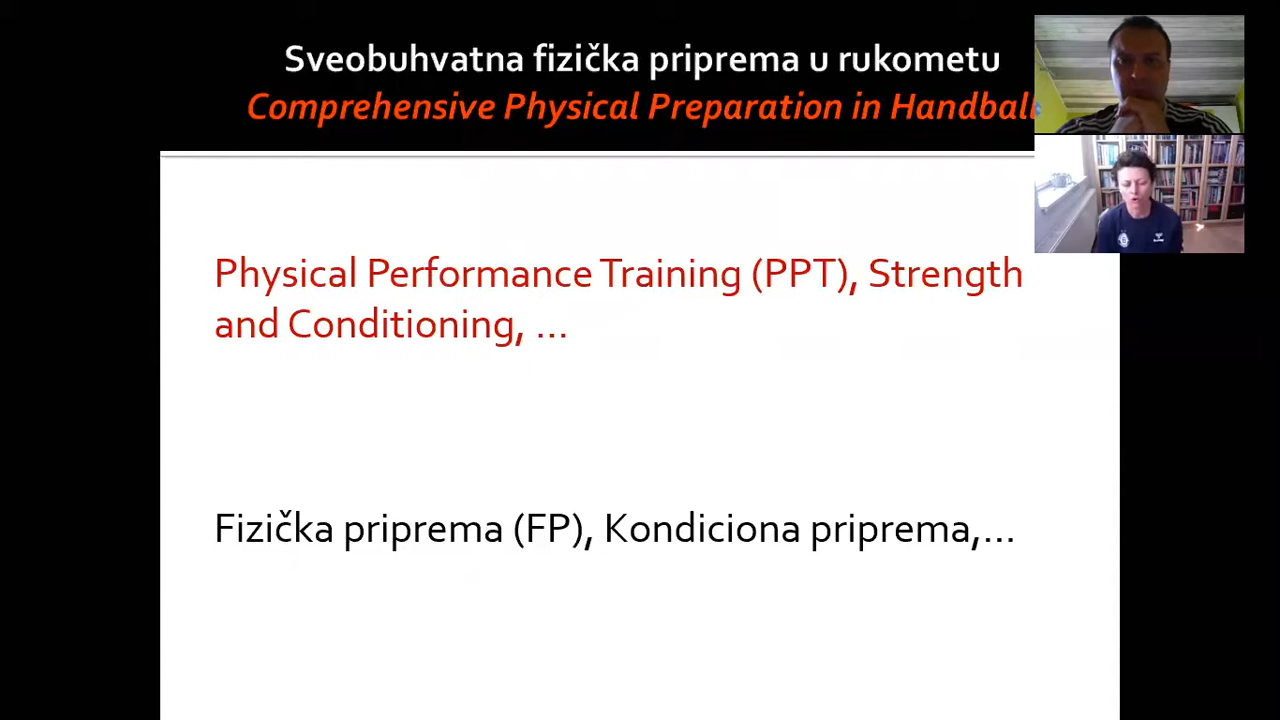 Sveobuhvatna fizička priprema u rukometu
Comprehensive Physical Preparation in Handball
Physical Performance Training (PPT), Strength
and Conditioning, ...
Fizička priprema (FP), Kondiciona priprema,...